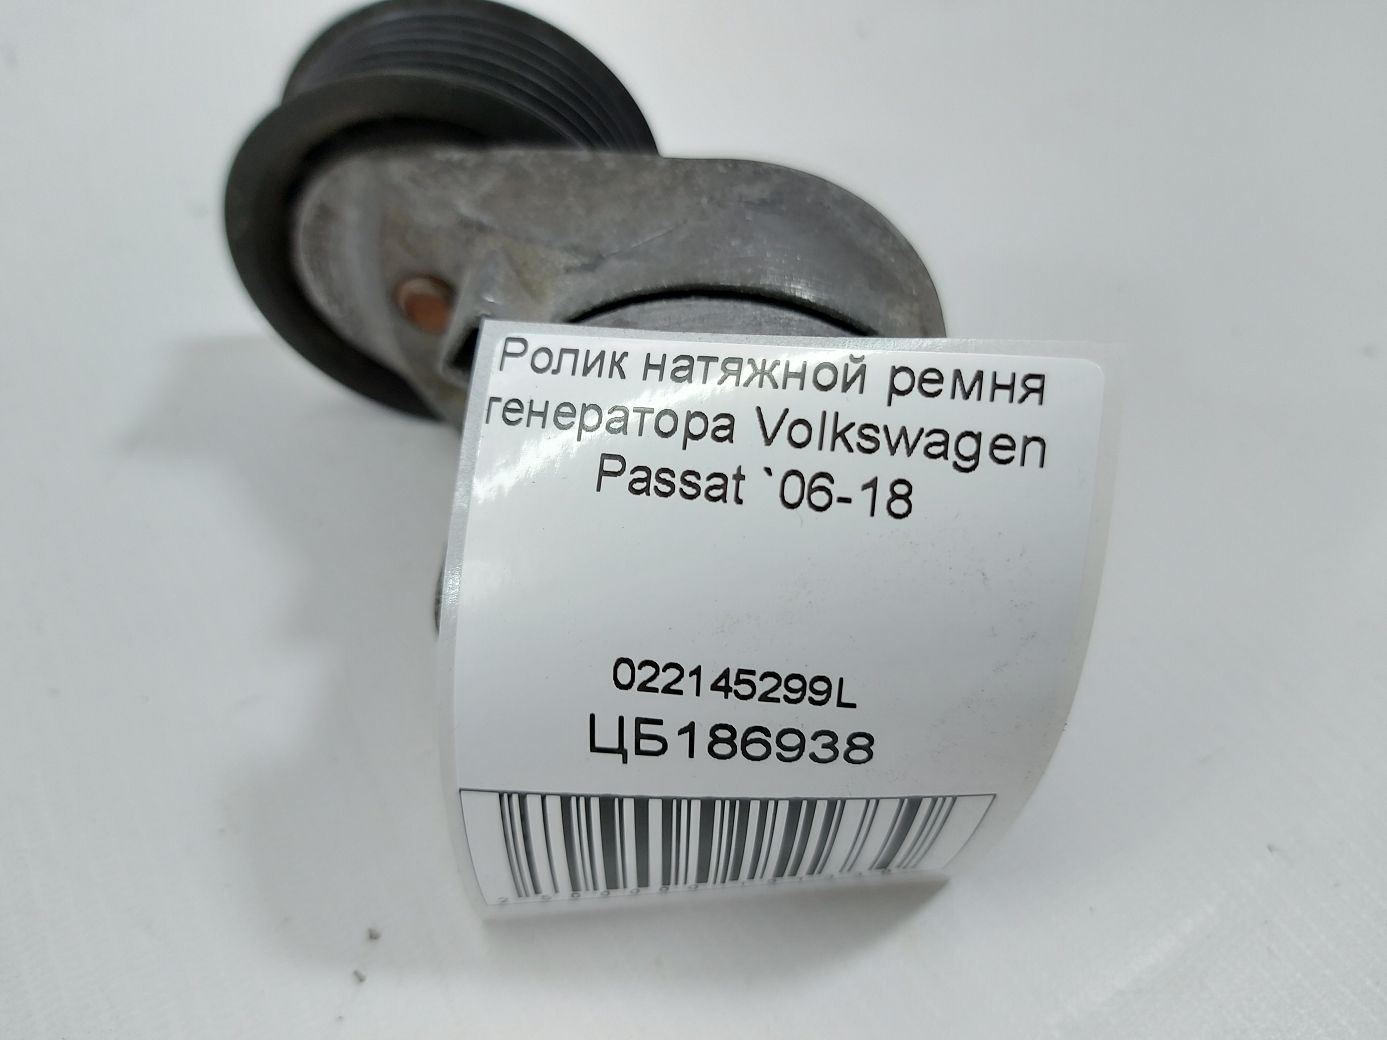 Ролик натяжной ремня
генератора Volkswagen
Passat `06-18
022145299L
ЦБ186938